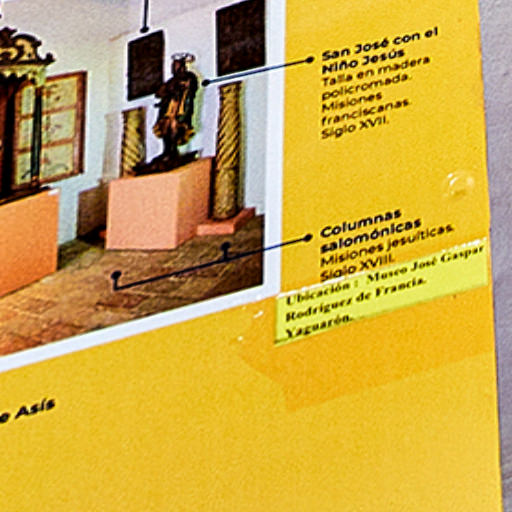 San José con el
Niño Jesús
Talla en madera
policromada.
Misiones
franciscanas.
Siglo XVII.
Columnas
salomónicas
Misiones jesuíticas.
Siglo XVIII.
Ubicación : Museo José Gaspar
Rodríguez de Francia.
Yaguarón.
e Asís